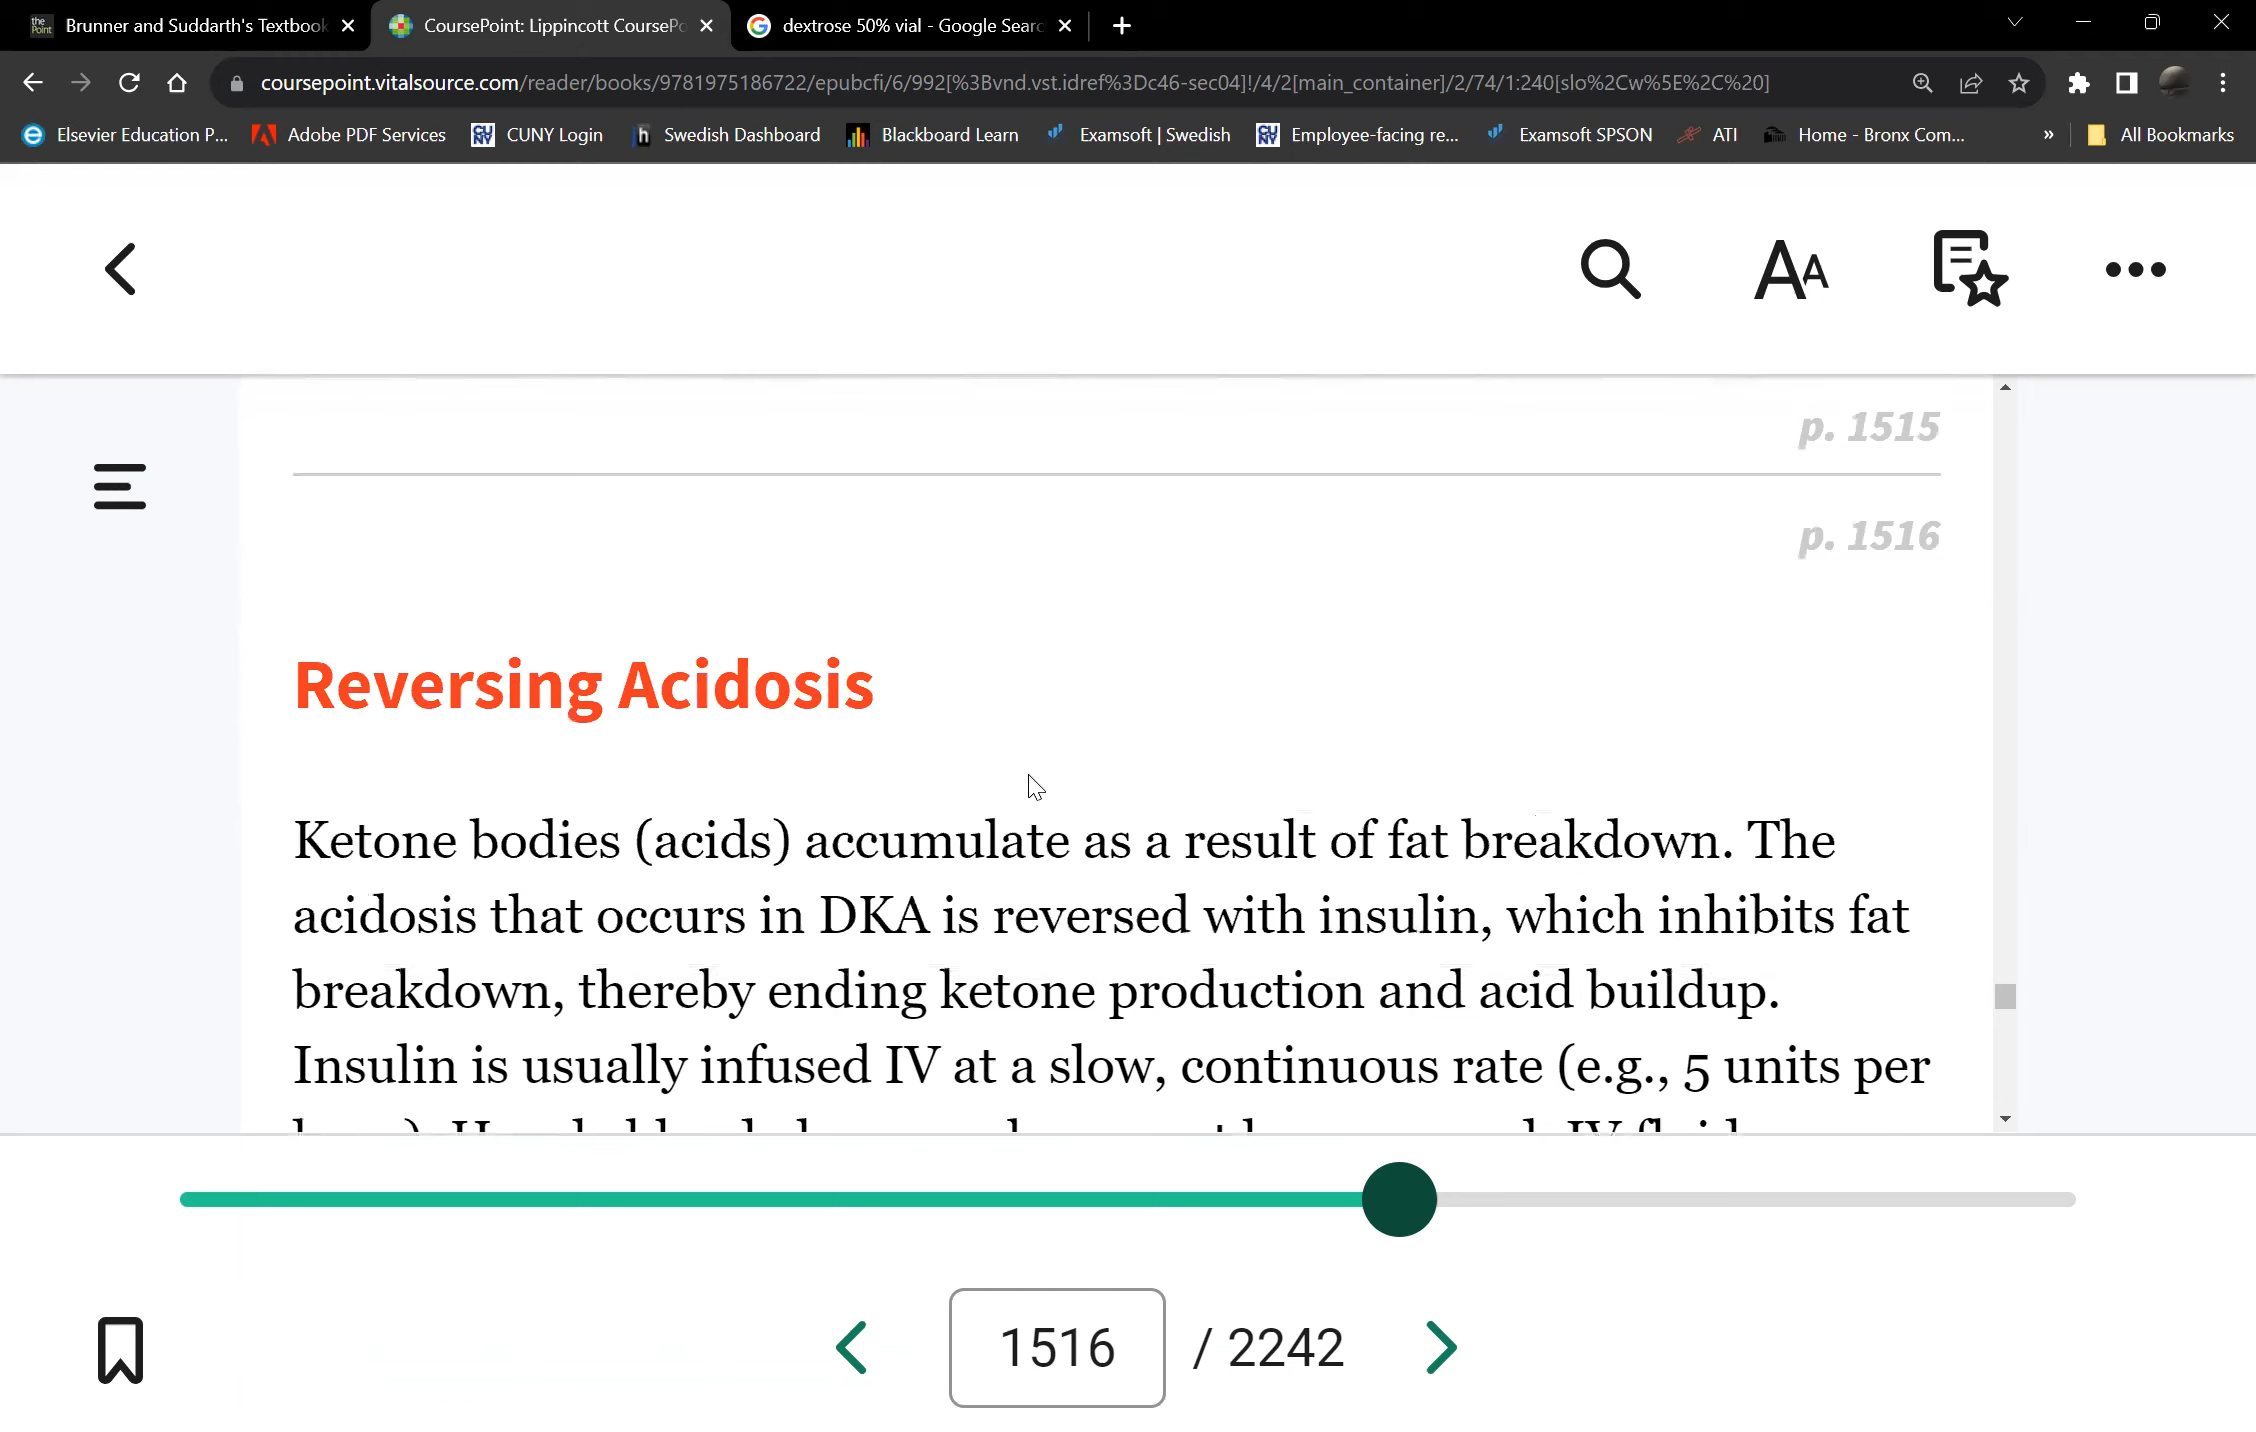 the Point Brunner and Suddarth's Textbook CoursePoint: Lippincott CoursePo dextrose 50% vial - Google Searc
coursepoint.vitalsource.com/reader/books/9781975186722/epubcfi/6/992[%3Bvnd.vst.idref%3Dc46-sec04]!/4/2[main_container]/2/74/1:240[slo%2Cw%5E%2C%20]
Elsevier Education P... Adobe PDF Services CUNY Login Swedish Dashboard Blackboard Learn Examsoft | Swedish Employee-facing re... Examsoft SPSON ATI Home - Bronx Com... » All Bookmarks
AA
p. 1515
p. 1516
Reversing Acidosis
Ketone bodies (acids) accumulate as a result of fat breakdown. The
acidosis that occurs in DKA is reversed with insulin, which inhibits fat
breakdown, thereby ending ketone production and acid buildup.
Insulin is usually infused IV at a slow, continuous rate (e.g., 5 units per
1516 / 2242